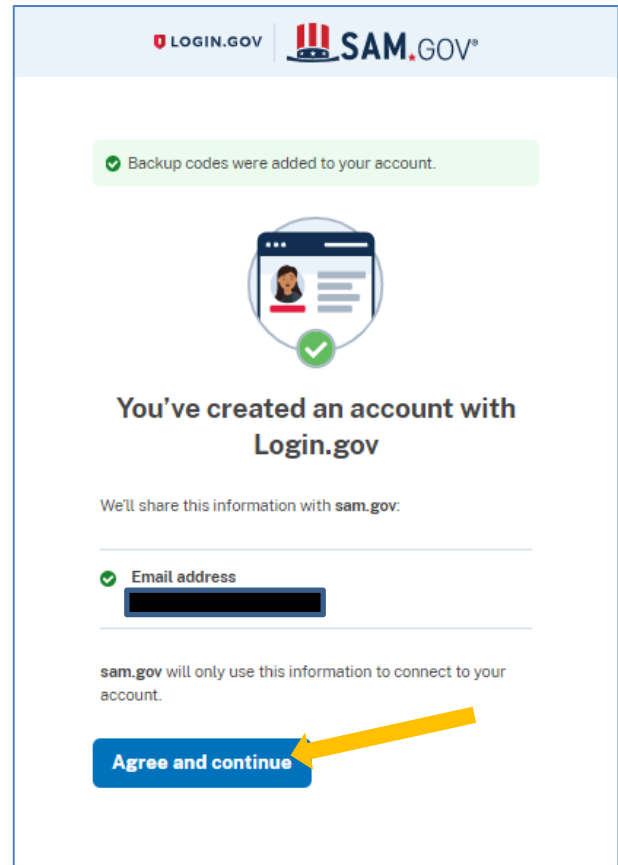 LOGIN.GOV SAM.GOV®
Backup codes were added to your account.
You’ve created an account with
Login.gov
We’ll share this information with sam.gov:
Email address
sam.gov will only use this information to connect to your
account.
Agree and continue